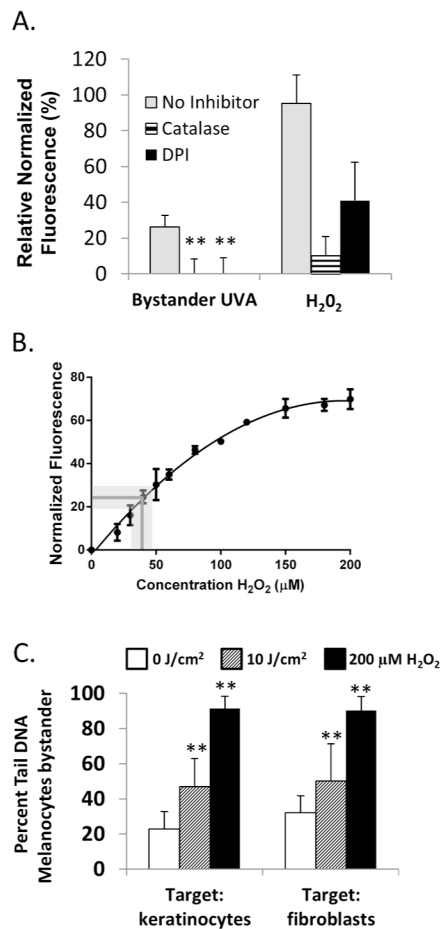 A.
Relative Normalized
Fluorescence (%)
120
100
80
60
40
20
0
No Inhibitor
Catalase
DPI
** **
Bystander UVA
H₂0₂
B.
Normalized Fluorescence
80
60
40
20
0
0 50 100 150 200
Concentration H₂O₂ (μM)
C.
0 J/cm² 10 J/cm² 200 μM H₂O₂
Percent Tail DNA
Melanocytes bystander
100
80
60
40
20
0
** ** ** **
Target:
keratinocytes
Target:
fibroblasts